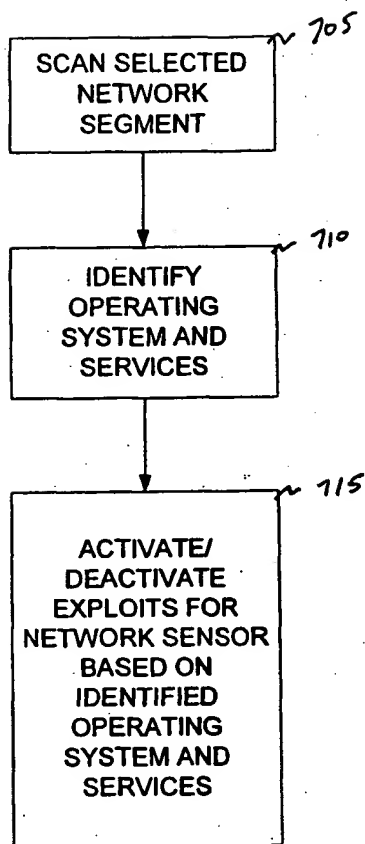 705
SCAN SELECTED
NETWORK
SEGMENT
710
IDENTIFY
OPERATING
SYSTEM AND
SERVICES
715
ACTIVATE/
DEACTIVATE
EXPLOITS FOR
NETWORK SENSOR
BASED ON
IDENTIFIED
OPERATING
SYSTEM AND
SERVICES